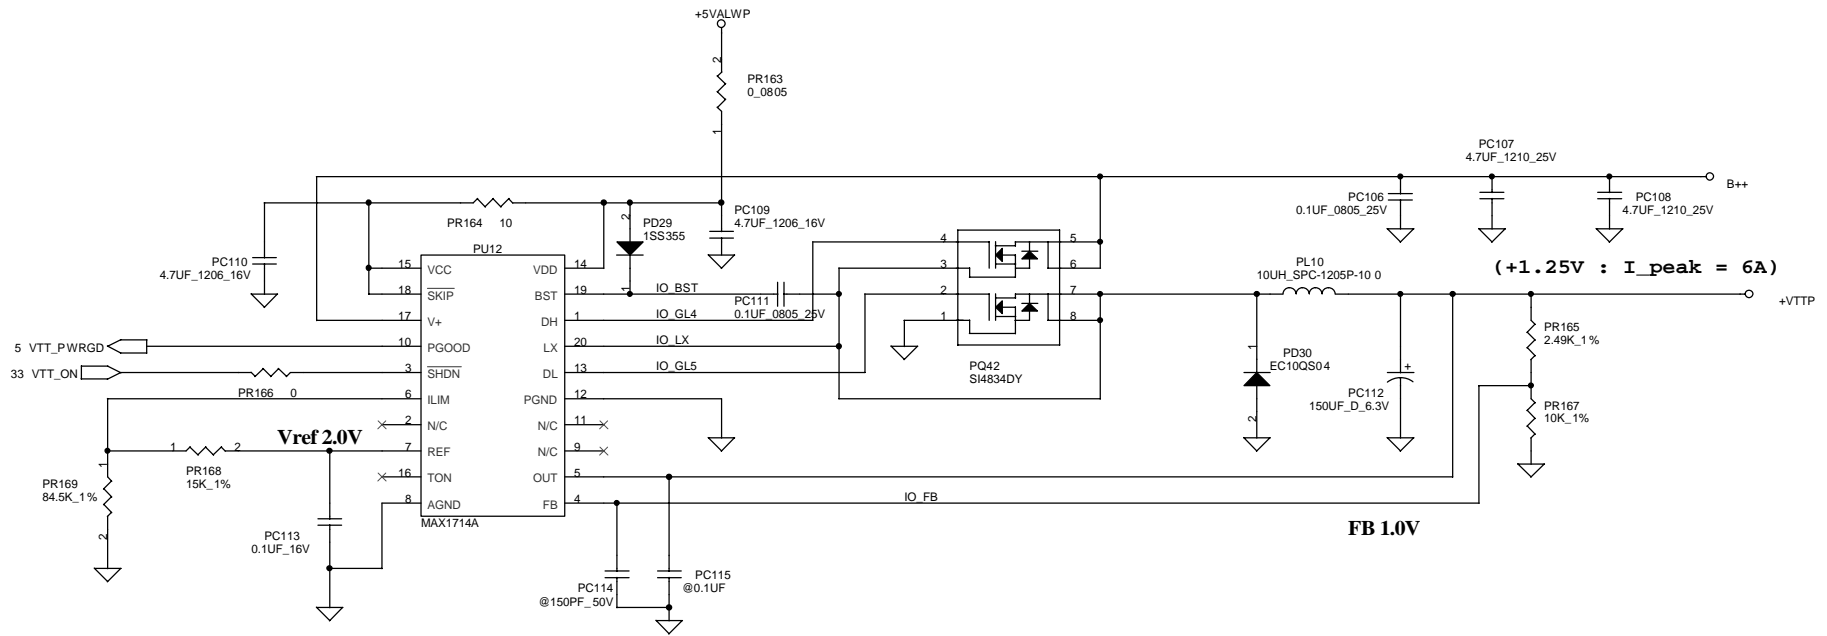 +5VALWP
2
PR163
0_0805
1
PC107
4.7UF_1210_25V
B++
PC106
0.1UF_0805_25V
PC108
4.7UF_1210_25V
PR164 10
2
PD29
1SS355
1
PC109
4.7UF_1206_16V
PC110
4.7UF_1206_16V
PU12
15 VCC
VDD 14
18 SKIP
BST 19
17 V+
DH 1
10 PGOOD
LX 20
3 SHDN
DL 13
6 ILIM
PGND 12
2 N/C
N/C 11
7 REF
N/C 9
16 TON
OUT 5
8 AGND
FB 4
MAX1714A
IO_BST
PC111
0.1UF_0805_25V
IO_GL4
IO_LX
IO_GL5
4
3
2
1
5
6
7
8
PQ42
SI4834DY
(+1.25V : I_peak = 6A)
PL10
10UH_SPC-1205P-10 0
+VTTP
1
PD30
EC10QS04
2
+
PC112
150UF_D_6.3V
PR165
2.49K_1%
PR167
10K_1%
5 VTT_PWRGD
33 VTT_ON
PR166 0
Vref 2.0V
1
2
PR168
15K_1%
1
PR169
84.5K_1%
2
PC113
0.1UF_16V
IO_FB
FB 1.0V
PC114
@150PF_50V
PC115
@0.1UF